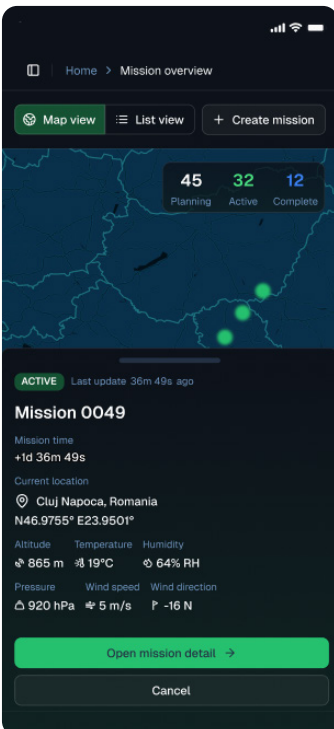 Home > Mission overview
Map view List view + Create mission
45 32 12
Planning Active Complete
ACTIVE Last update 36m 49s ago
Mission 0049
Mission time
+1d 36m 49s
Current location
Cluj Napoca, Romania
N46.9755° E23.9501°
Altitude Temperature Humidity
865 m 19°C 64% RH
Pressure Wind speed Wind direction
920 hPa 5 m/s -16 N
Open mission detail →
Cancel